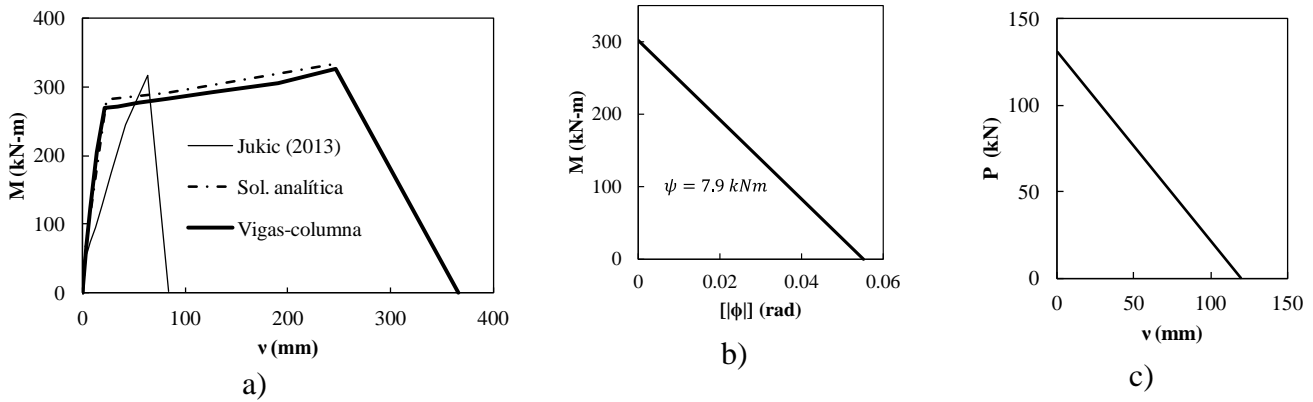 400
300
200
100
0
M (kN-m)
0
100
200
300
400
ν (mm)
Jukic (2013)
Sol. analítica
Vigas-columna
a)
300
200
100
0
M (kN-m)
ψ = 7.9 kNm
0
0.02
0.04
0.06
[|ϕ|] (rad)
b)
150
100
50
0
P (kN)
0
50
100
150
ν (mm)
c)